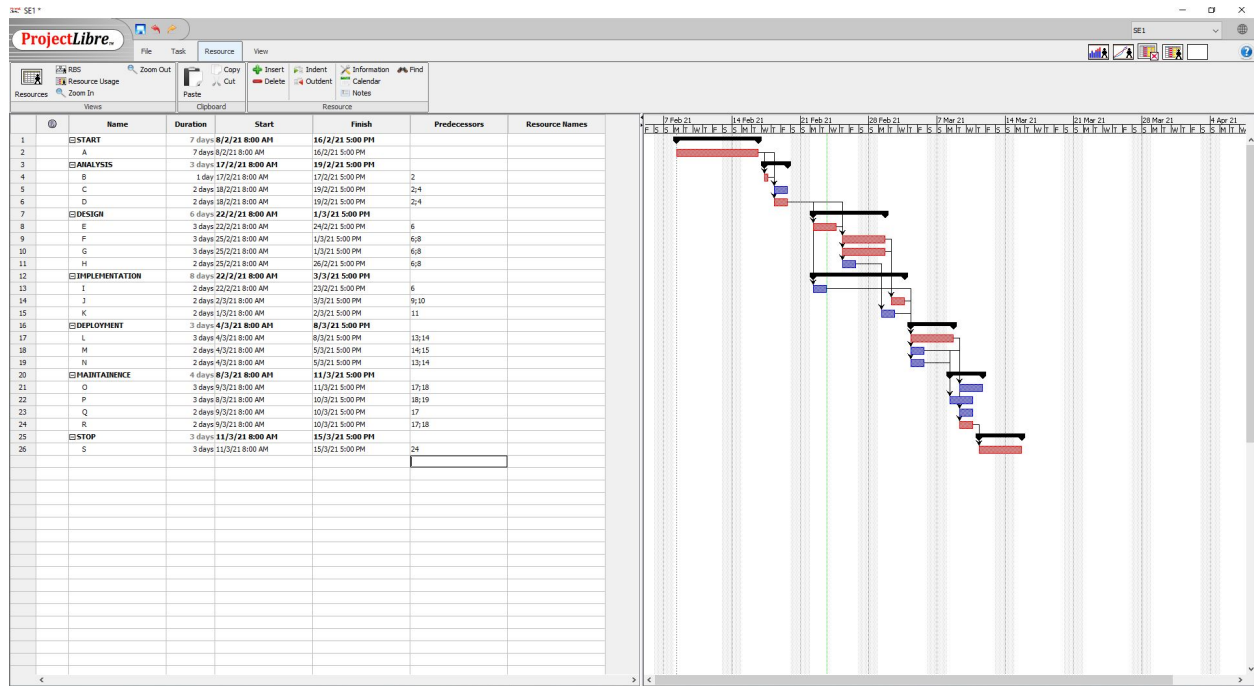 SE1 *
ProjectLibre
SE1
File Task Resource View
RBS Zoom Out Copy Insert Indent Information Find
Resource Usage Cut Delete Outdent Calendar
Resources Zoom In Paste Notes
Views Clipboard Resource
Name Duration Start Finish Predecessors Resource Names
1 START 7 days 8/2/21 8:00 AM 16/2/21 5:00 PM
2 A 7 days 8/2/21 8:00 AM 16/2/21 5:00 PM
3 ANALYSIS 3 days 17/2/21 8:00 AM 19/2/21 5:00 PM
4 B 1 day 17/2/21 8:00 AM 17/2/21 5:00 PM 2
5 C 2 days 18/2/21 8:00 AM 19/2/21 5:00 PM 2;4
6 D 2 days 18/2/21 8:00 AM 19/2/21 5:00 PM 2;4
7 DESIGN 6 days 22/2/21 8:00 AM 1/3/21 5:00 PM
8 E 3 days 22/2/21 8:00 AM 24/2/21 5:00 PM 6
9 F 3 days 25/2/21 8:00 AM 1/3/21 5:00 PM 6;8
10 G 3 days 25/2/21 8:00 AM 1/3/21 5:00 PM 6;8
11 H 2 days 25/2/21 8:00 AM 26/2/21 5:00 PM 6;8
12 IMPLEMENTATION 8 days 22/2/21 8:00 AM 3/3/21 5:00 PM
13 I 2 days 22/2/21 8:00 AM 23/2/21 5:00 PM 6
14 J 2 days 2/3/21 8:00 AM 3/3/21 5:00 PM 9;10
15 K 2 days 1/3/21 8:00 AM 2/3/21 5:00 PM 11
16 DEPLOYMENT 3 days 4/3/21 8:00 AM 8/3/21 5:00 PM
17 L 3 days 4/3/21 8:00 AM 8/3/21 5:00 PM 13;14
18 M 2 days 4/3/21 8:00 AM 5/3/21 5:00 PM 14;15
19 N 2 days 4/3/21 8:00 AM 5/3/21 5:00 PM 13;14
20 MAINTAINENCE 4 days 8/3/21 8:00 AM 11/3/21 5:00 PM
21 O 3 days 9/3/21 8:00 AM 11/3/21 5:00 PM 17;18
22 P 3 days 8/3/21 8:00 AM 10/3/21 5:00 PM 18;19
23 Q 2 days 9/3/21 8:00 AM 10/3/21 5:00 PM 17
24 R 2 days 9/3/21 8:00 AM 10/3/21 5:00 PM 17;18
25 STOP 3 days 11/3/21 8:00 AM 15/3/21 5:00 PM
26 S 3 days 11/3/21 8:00 AM 15/3/21 5:00 PM 24
7 Feb 21 14 Feb 21 21 Feb 21 28 Feb 21 7 Mar 21 14 Mar 21 21 Mar 21 28 Mar 21 4 Apr 21
F S S M T W T F S S M T W T F S S M T W T F S S M T W T F S S M T W T F S S M T W T F S S M T W T F S S M T W T F S S M T W